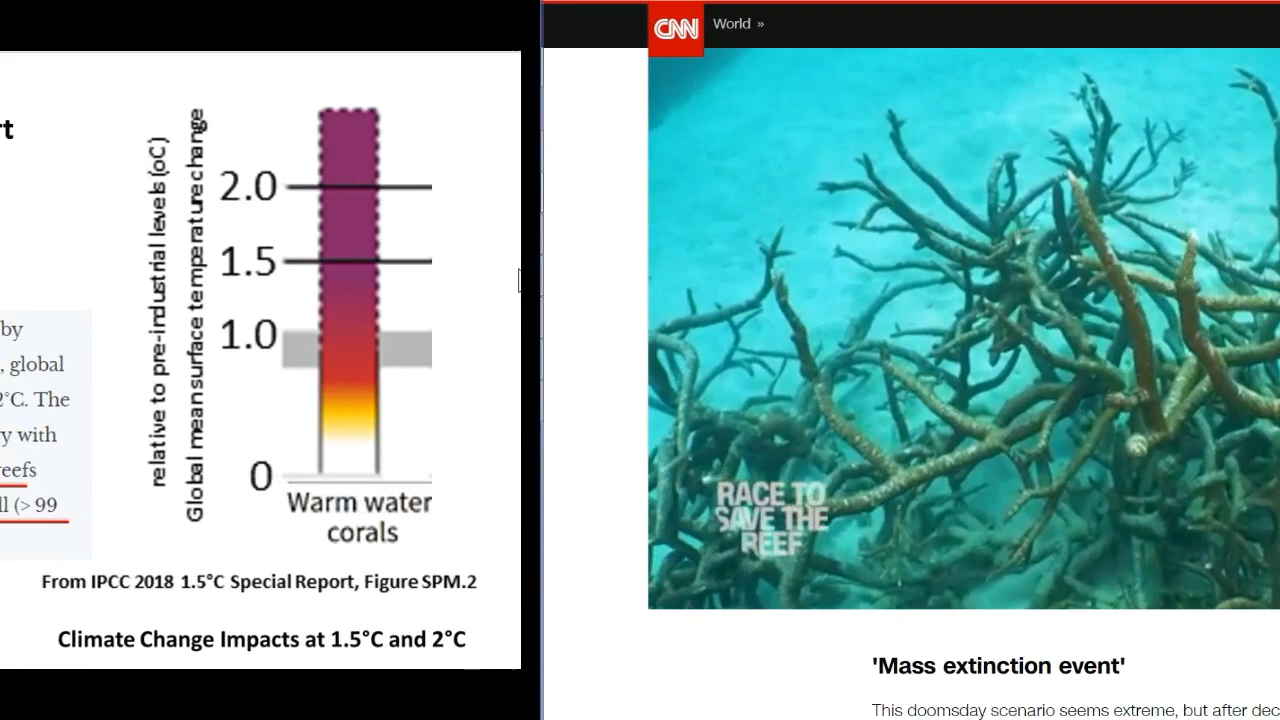 rt
relative to pre-industrial levels (oC)
Global mean surface temperature change
2.0
1.5
1.0
0
Warm water
corals
by
, global
2°C. The
y with
reefs
ll (> 99
From IPCC 2018 1.5°C Special Report, Figure SPM.2
Climate Change Impacts at 1.5°C and 2°C
CNN World »
RACE TO
SAVE THE
REEF
'Mass extinction event'
This doomsday scenario seems extreme, but after dec